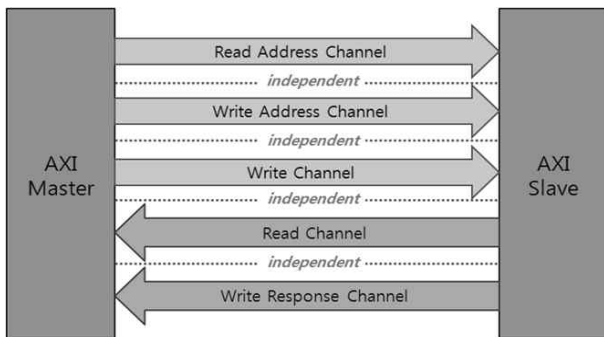 Read Address Channel
independent
Write Address Channel
independent
AXI
Master
Write Channel
AXI
Slave
independent
Read Channel
independent
Write Response Channel